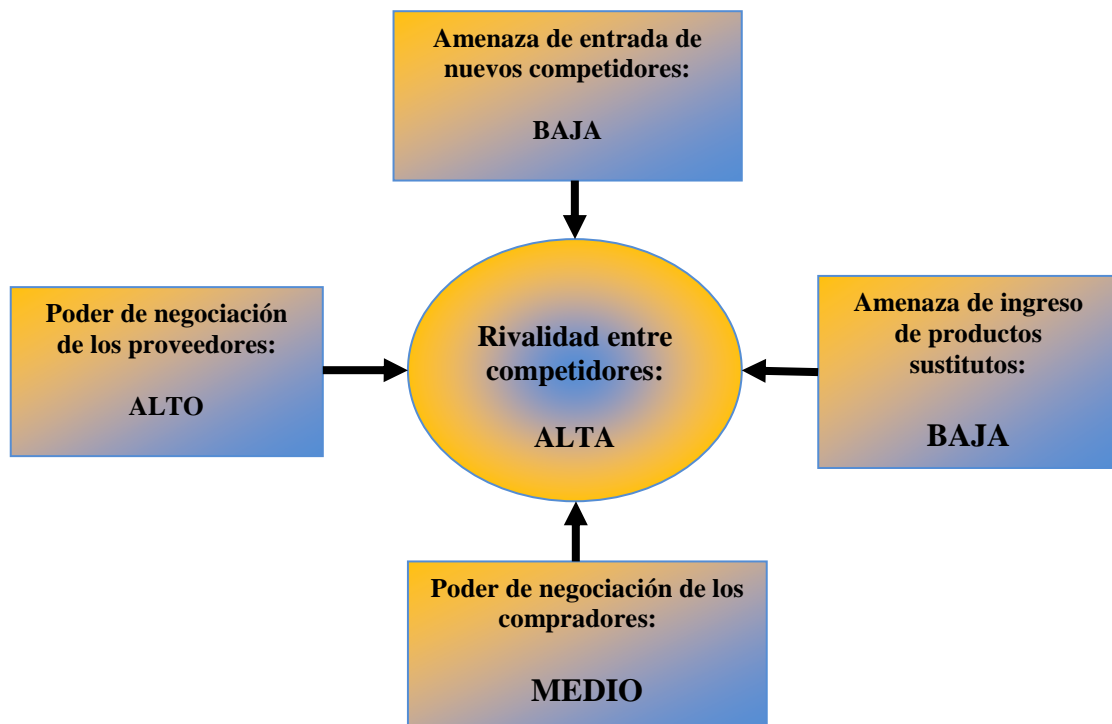 Amenaza de entrada de
nuevos competidores:
BAJA
Poder de negociación
de los proveedores:
ALTO
Rivalidad entre
competidores:
ALTA
Amenaza de ingreso
de productos
sustitutos:
BAJA
Poder de negociación de los
compradores:
MEDIO